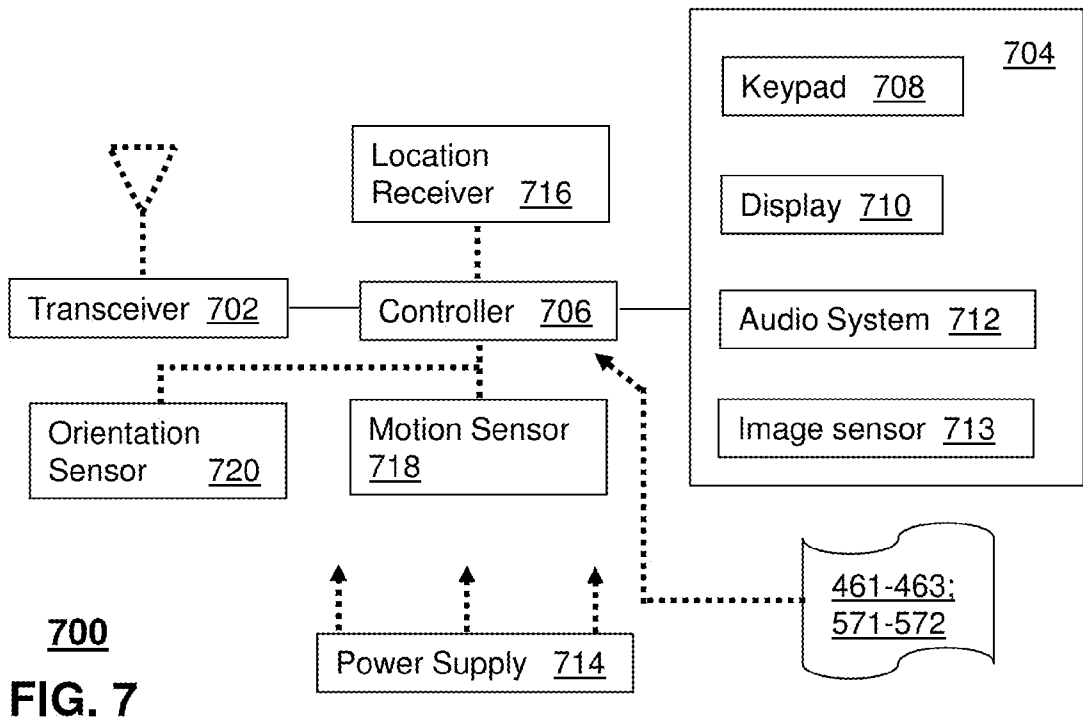 704
Keypad 708
Location
Receiver 716
Display 710
Transceiver 702
Controller 706
Audio System 712
Orientation
Sensor 720
Motion Sensor
718
Image sensor 713
461-463;
571-572
700
Power Supply 714
FIG. 7